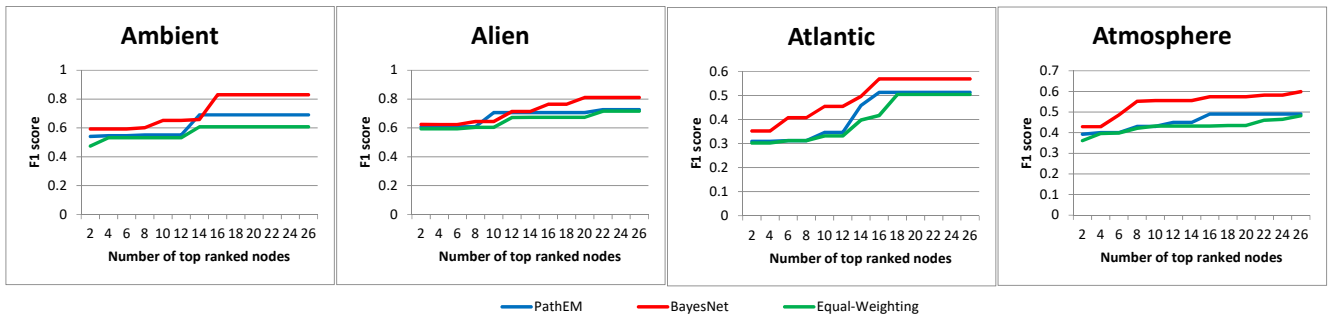 Ambient
1
0.8
0.6
0.4
0.2
0
F1 score
2 4 6 8 10 12 14 16 18 20 22 24 26
Number of top ranked nodes
Alien
1
0.8
0.6
0.4
0.2
0
F1 score
2 4 6 8 10 12 14 16 18 20 22 24 26
Number of top ranked nodes
Atlantic
0.6
0.5
0.4
0.3
0.2
0.1
0
F1 score
2 4 6 8 10 12 14 16 18 20 22 24 26
Number of top ranked nodes
Atmosphere
0.7
0.6
0.5
0.4
0.3
0.2
0.1
0
F1 score
2 4 6 8 10 12 14 16 18 20 22 24 26
Number of top ranked nodes
PathEM BayesNet Equal-Weighting